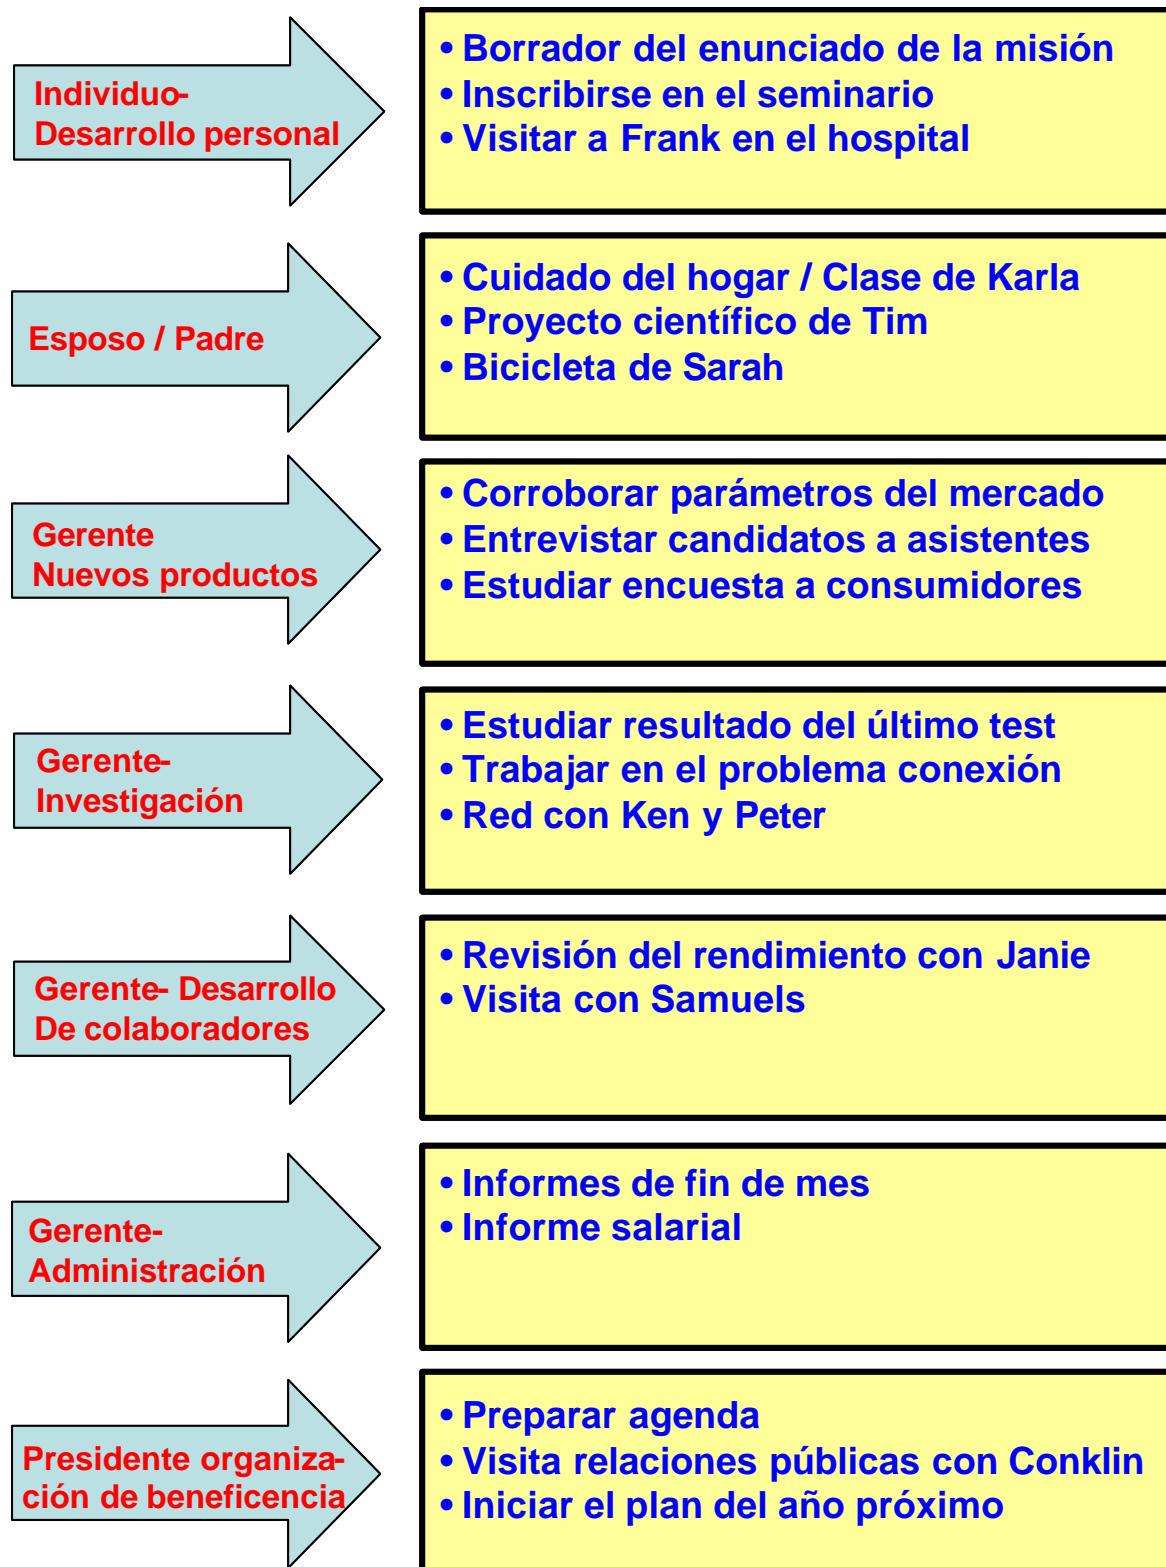 Individuo-
Desarrollo personal
• Borrador del enunciado de la misión
• Inscribirse en el seminario
• Visitar a Frank en el hospital
Esposo / Padre
• Cuidado del hogar / Clase de Karla
• Proyecto científico de Tim
• Bicicleta de Sarah
Gerente
Nuevos productos
• Corroborar parámetros del mercado
• Entrevistar candidatos a asistentes
• Estudiar encuesta a consumidores
Gerente-
Investigación
• Estudiar resultado del último test
• Trabajar en el problema conexión
• Red con Ken y Peter
Gerente- Desarrollo
De colaboradores
• Revisión del rendimiento con Janie
• Visita con Samuels
Gerente-
Administración
• Informes de fin de mes
• Informe salarial
Presidente organiza-
ción de beneficencia
• Preparar agenda
• Visita relaciones públicas con Conklin
• Iniciar el plan del año próximo